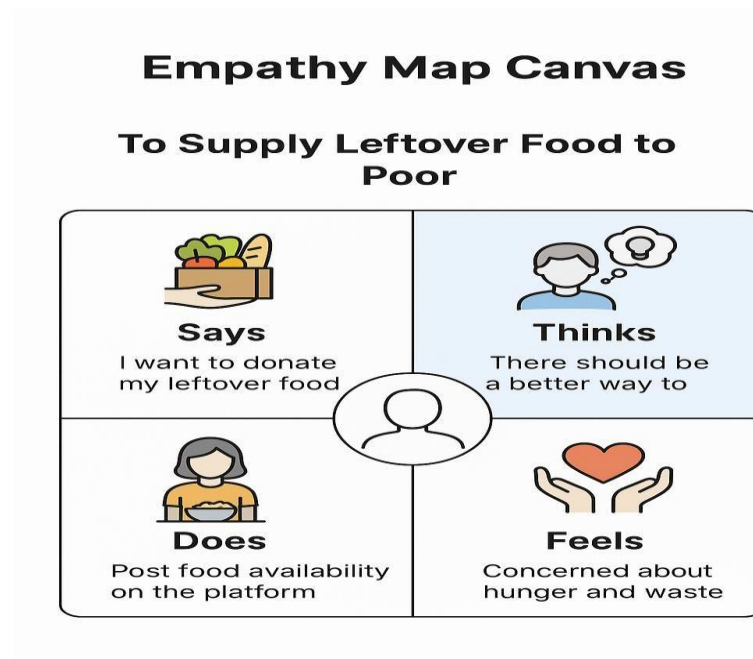 Empathy Map Canvas
To Supply Leftover Food to
Poor
Says
I want to donate
my leftover food
Thinks
There should be
a better way to
Does
Post food availability
on the platform
Feels
Concerned about
hunger and waste